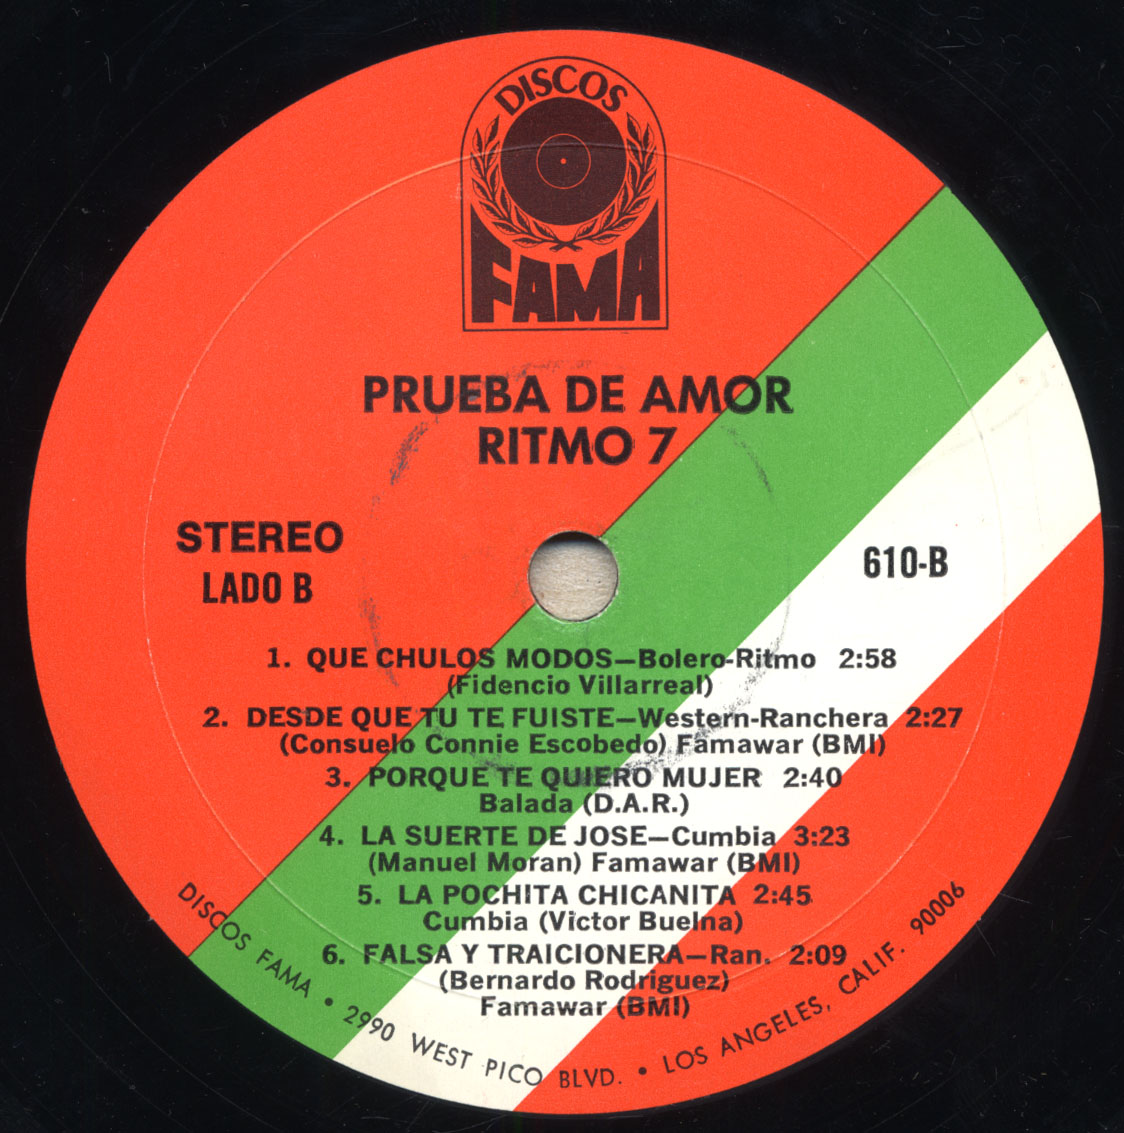 DISCOS
FAMA
PRUEBA DE AMOR
RITMO 7
STEREO
LADO B
610-B
1. QUE CHULOS MODOS—Bolero-Ritmo 2:58
(Fidencio Villarreal)
2. DESDE QUE TU TE FUISTE—Western-Ranchera 2:27
(Consuelo Connie Escobedo) Famawar (BMI)
3. PORQUE TE QUIERO MUJER 2:40
Balada (D.A.R.)
4. LA SUERTE DE JOSE—Cumbia 3:23
(Manuel Moran) Famawar (BMI)
5. LA POCHITA CHICANITA 2:45
Cumbia (Victor Buelna)
6. FALSA Y TRAICIONERA—Ran. 2:09
(Bernardo Rodriguez)
Famawar (BMI)
DISCOS FAMA • 2990 WEST PICO BLVD. • LOS ANGELES, CALIF. 90006